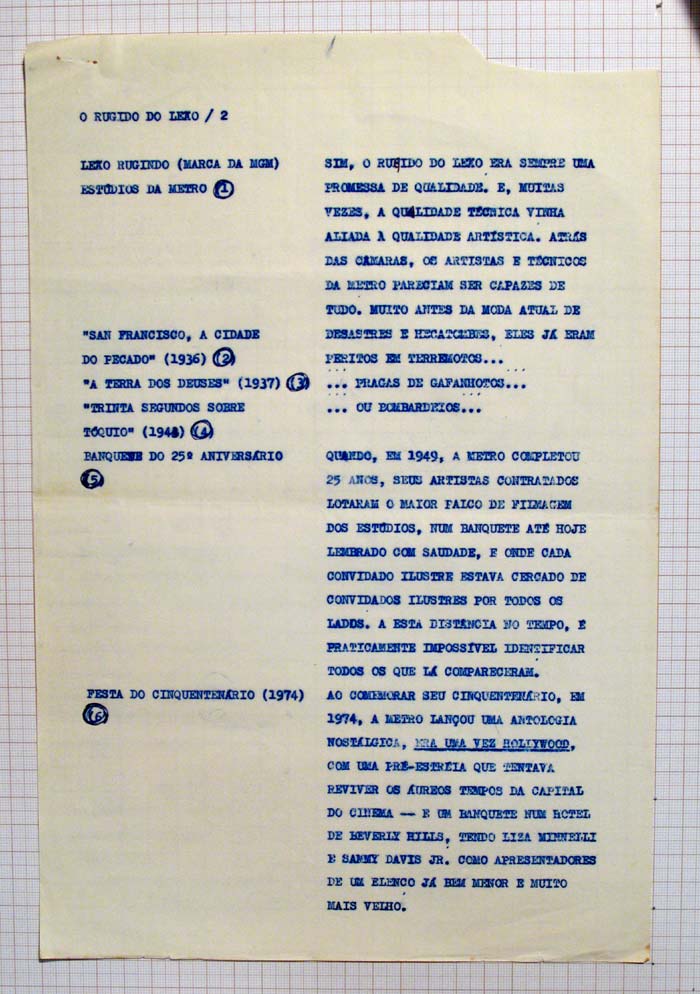 O RUGIDO DO LEÃO / 2
LEÃO RUGINDO (MARCA DA MGM)
ESTÚDIOS DA METRO (1)
"SAN FRANCISCO, A CIDADE
DO PECADO" (1936) (2)
"A TERRA DOS DEUSES" (1937) (3)
"TRINTA SEGUNDOS SOBRE
TÓQUIO" (1944) (4)
BANQUETE DO 25º ANIVERSÁRIO
(5)
FESTA DO CINQUENTENÁRIO (1974)
(6)
SIM, O RUGIDO DO LEÃO ERA SEMPRE UMA
PROMESSA DE QUALIDADE. E, MUITAS
VEZES, A QUALIDADE TÉCNICA VINHA
ALIADA À QUALIDADE ARTÍSTICA. ATRÁS
DAS CÂMARAS, OS ARTISTAS E TÉCNICOS
DA METRO PARECIAM SER CAPAZES DE
TUDO. MUITO ANTES DA MODA ATUAL DE
DESASTRES E HECATOMBES, ELES JÁ ERAM
PERITOS EM TERREMOTOS...
... PRAGAS DE GAFANHOTOS...
... OU BOMBARDEIOS...
QUANDO, EM 1949, A METRO COMPLETOU
25 ANOS, SEUS ARTISTAS CONTRATADOS
LOTARAM O MAIOR PALCO DE FILMAGEM
DOS ESTÚDIOS, NUM BANQUETE ATÉ HOJE
LEMBRADO COM SAUDADE, E ONDE CADA
CONVIDADO ILUSTRE ESTAVA CERCADO DE
CONVIDADOS ILUSTRES POR TODOS OS
LADOS. A ESTA DISTÂNCIA NO TEMPO, É
PRATICAMENTE IMPOSSÍVEL IDENTIFICAR
TODOS OS QUE LÁ COMPARECERAM.
AO COMEMORAR SEU CINQUENTENÁRIO, EM
1974, A METRO LANÇOU UMA ANTOLOGIA
NOSTÁLGICA, ERA UMA VEZ HOLLYWOOD,
COM UMA PRÉ-ESTRÉIA QUE TENTAVA
REVIVER OS ÁUREOS TEMPOS DA CAPITAL
DO CINEMA -- E UM BANQUETE NUM HOTEL
DE BEVERLY HILLS, TENDO LIZA MINNELLI
E SAMMY DAVIS JR. COMO APRESENTADORES
DE UM ELENCO JÁ BEM MENOR E MUITO
MAIS VELHO.